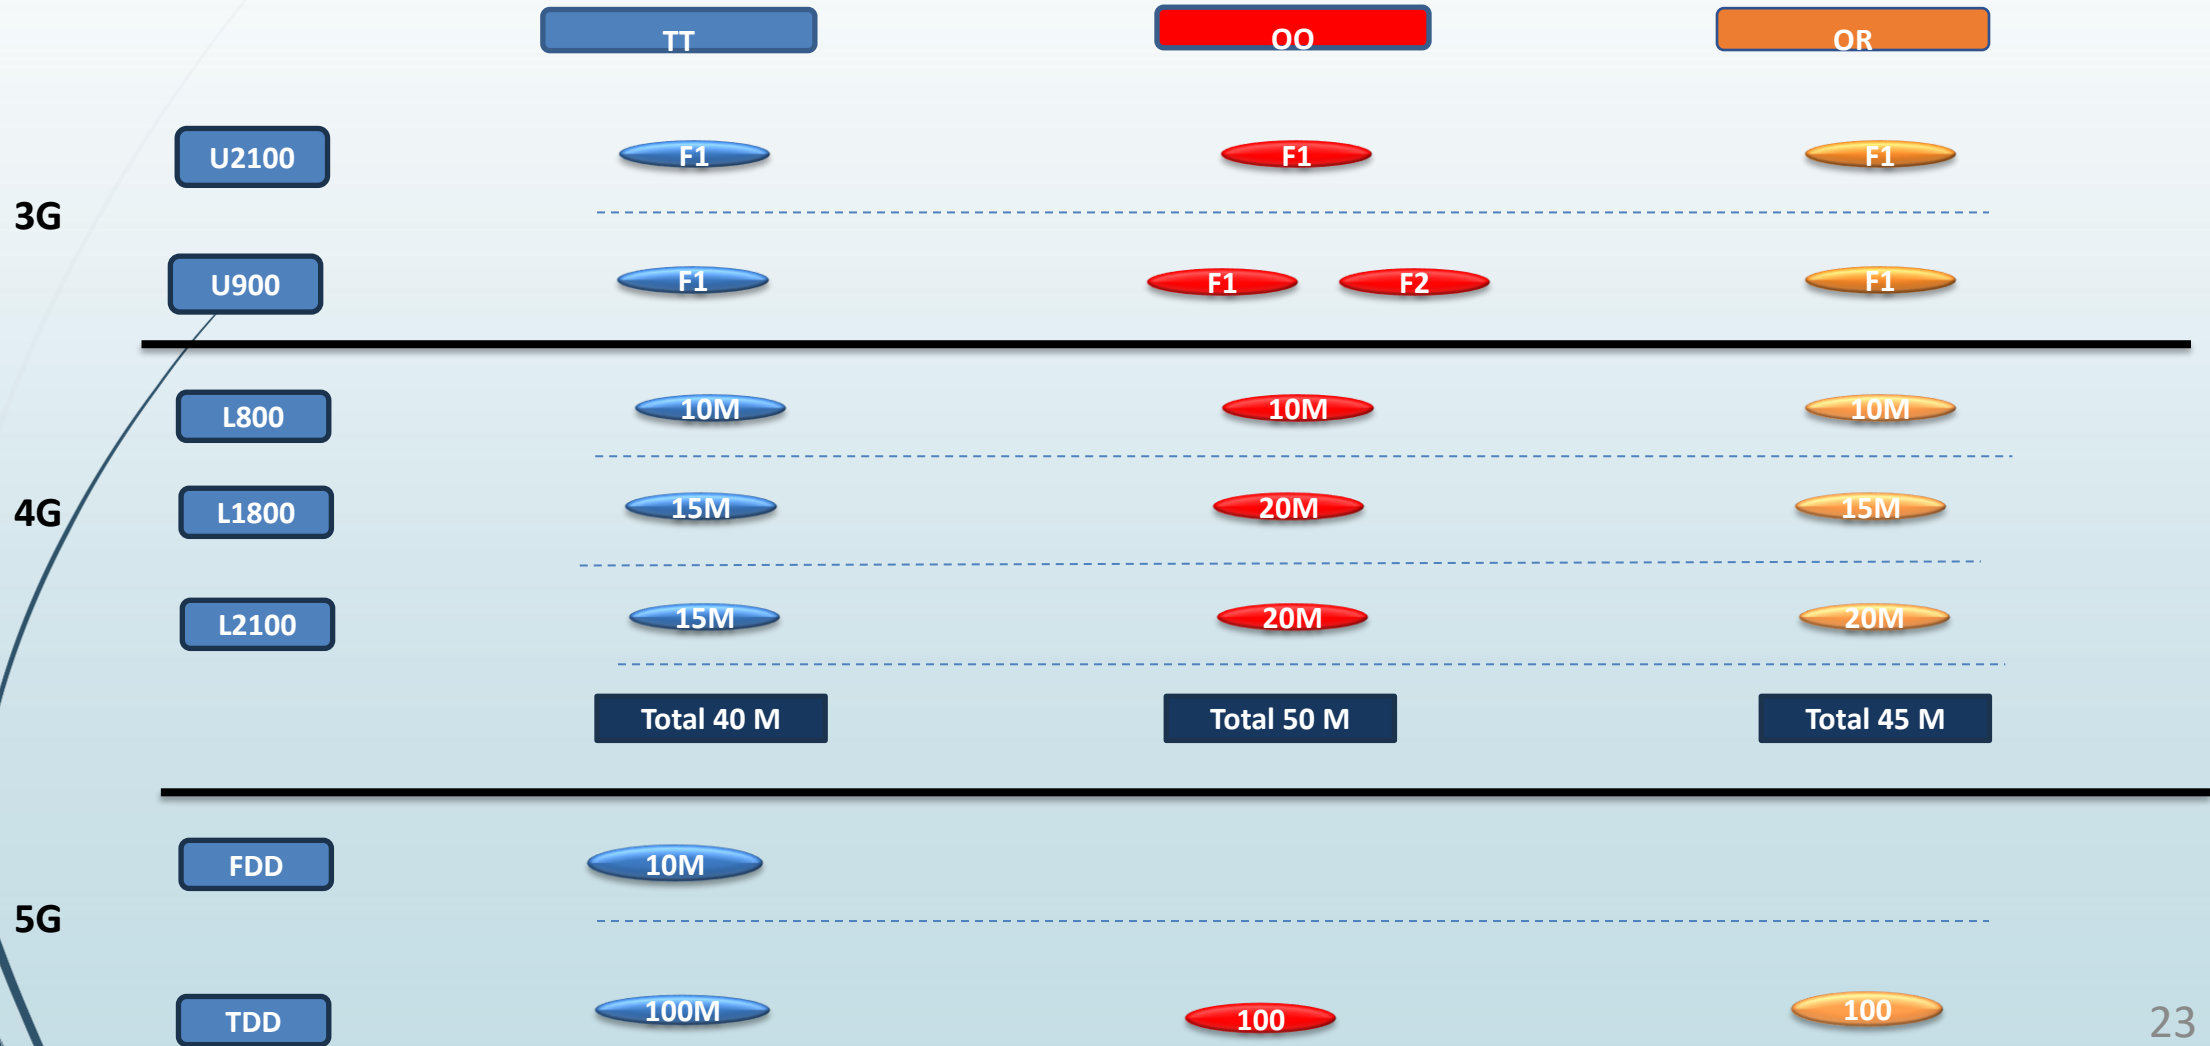 TT OO OR
U2100 F1 F1 F1
3G
U900 F1 F1 F2 F1
L800 10M 10M 10M
4G L1800 15M 20M 15M
L2100 15M 20M 20M
Total 40 M Total 50 M Total 45 M
FDD 10M
5G
TDD 100M 100 100
23